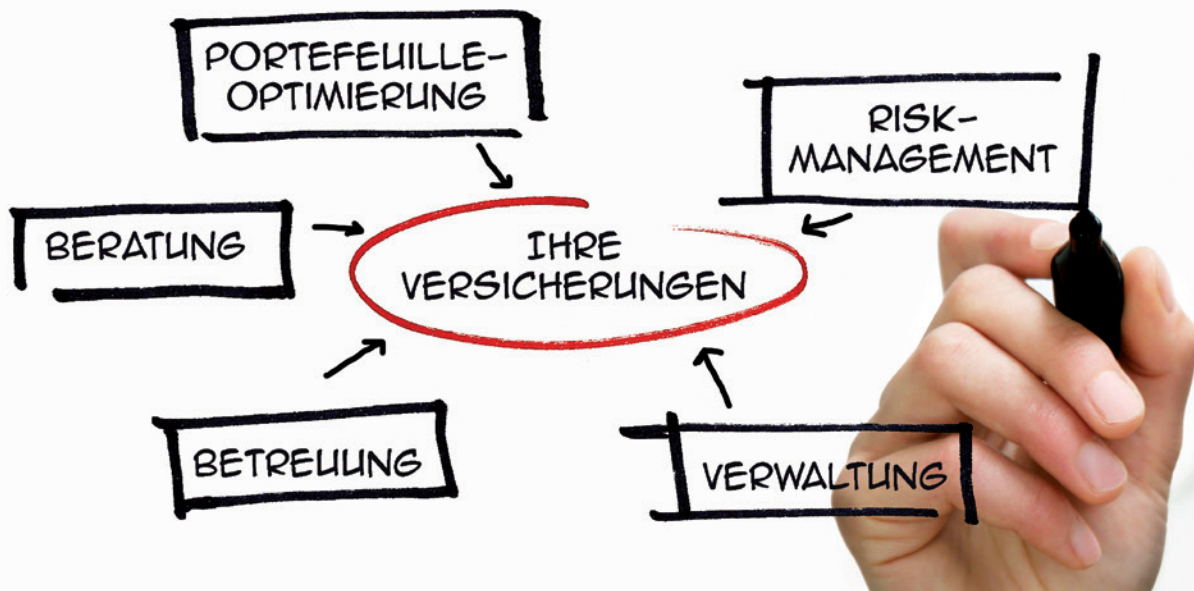 PORTEFEUILLE-
OPTIMIERUNG
RISK-
MANAGEMENT
BERATUNG
IHRE
VERSICHERUNGEN
BETREUUNG
VERWALTUNG